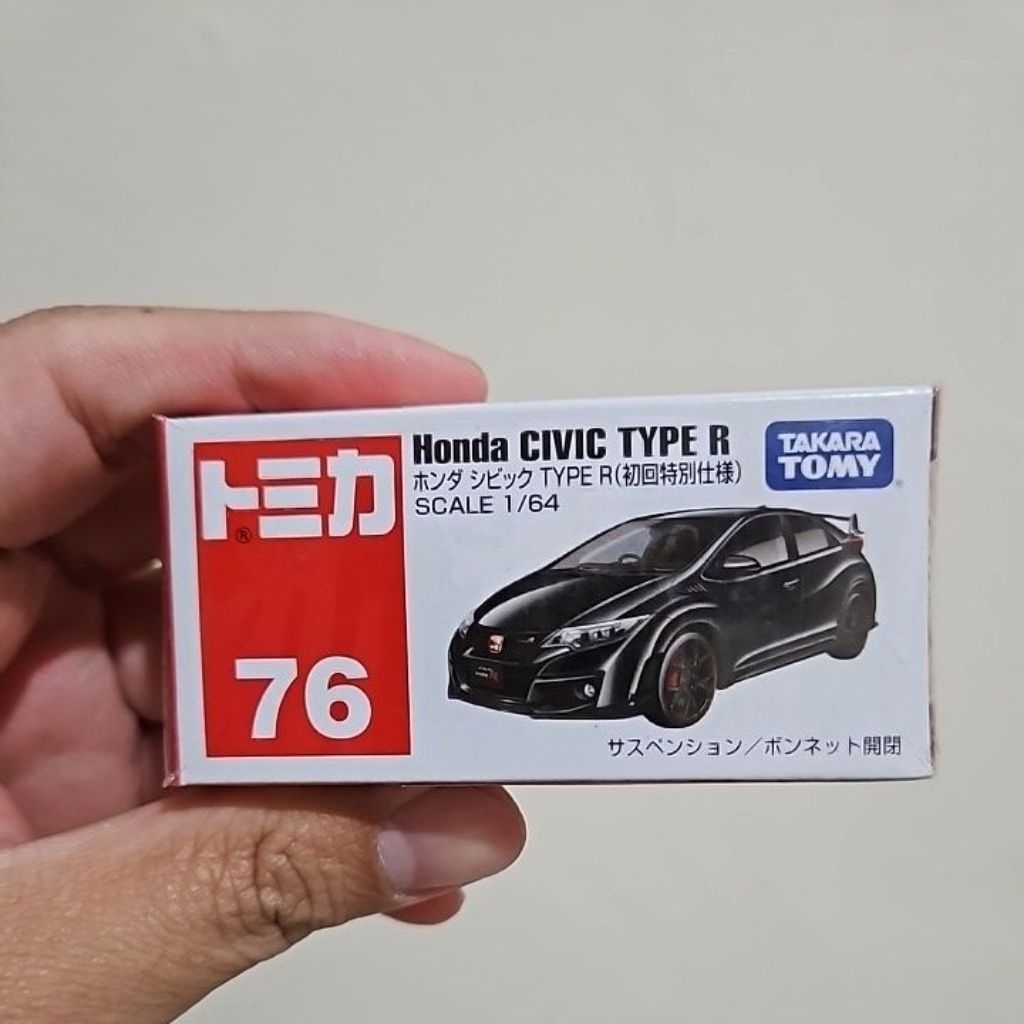 トミカ
®
76
Honda CIVIC TYPE R
ホンダ シビック TYPE R(初回特別仕様)
SCALE 1/64
TAKARA
TOMY
®
サスペンション／ボンネット開閉